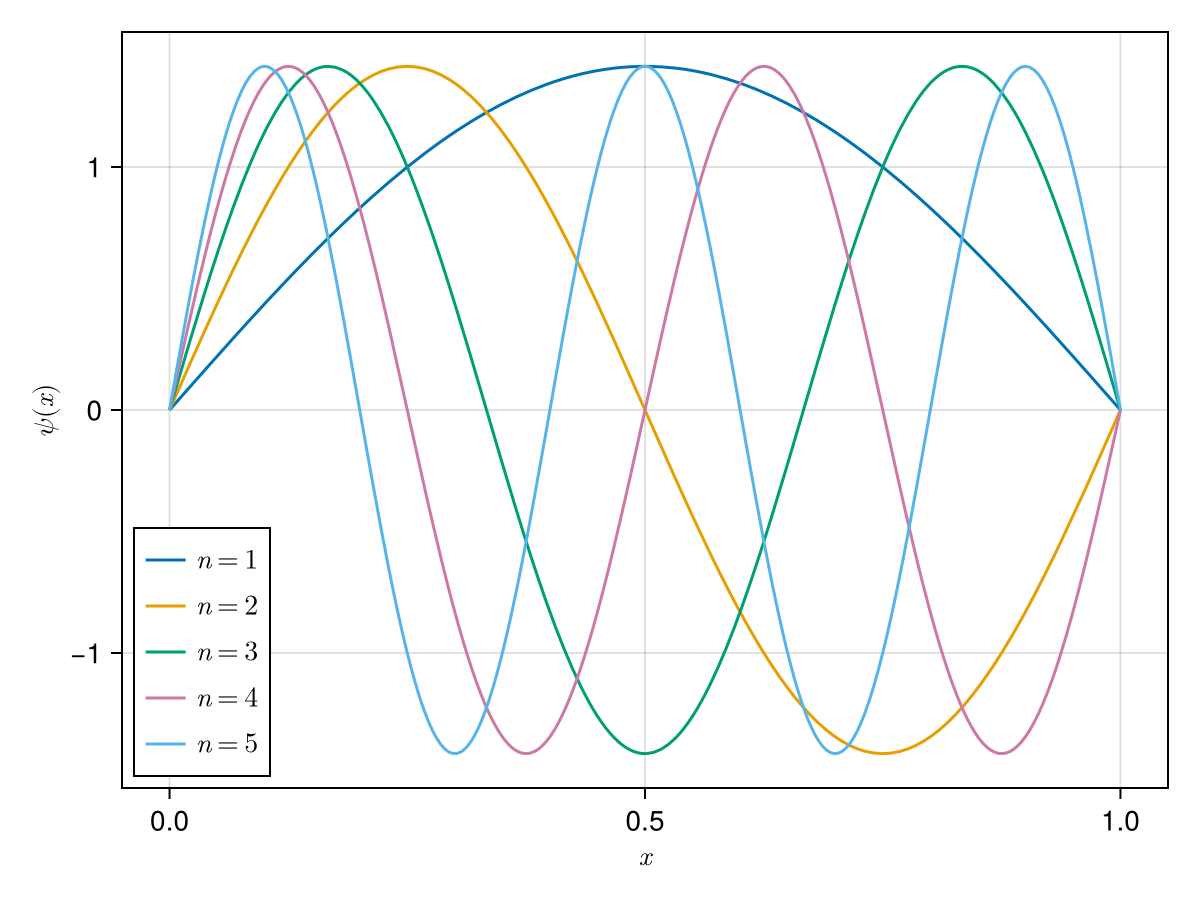 1
0
−1
ψ(x)
n = 1
n = 2
n = 3
n = 4
n = 5
0.0
0.5
1.0
x